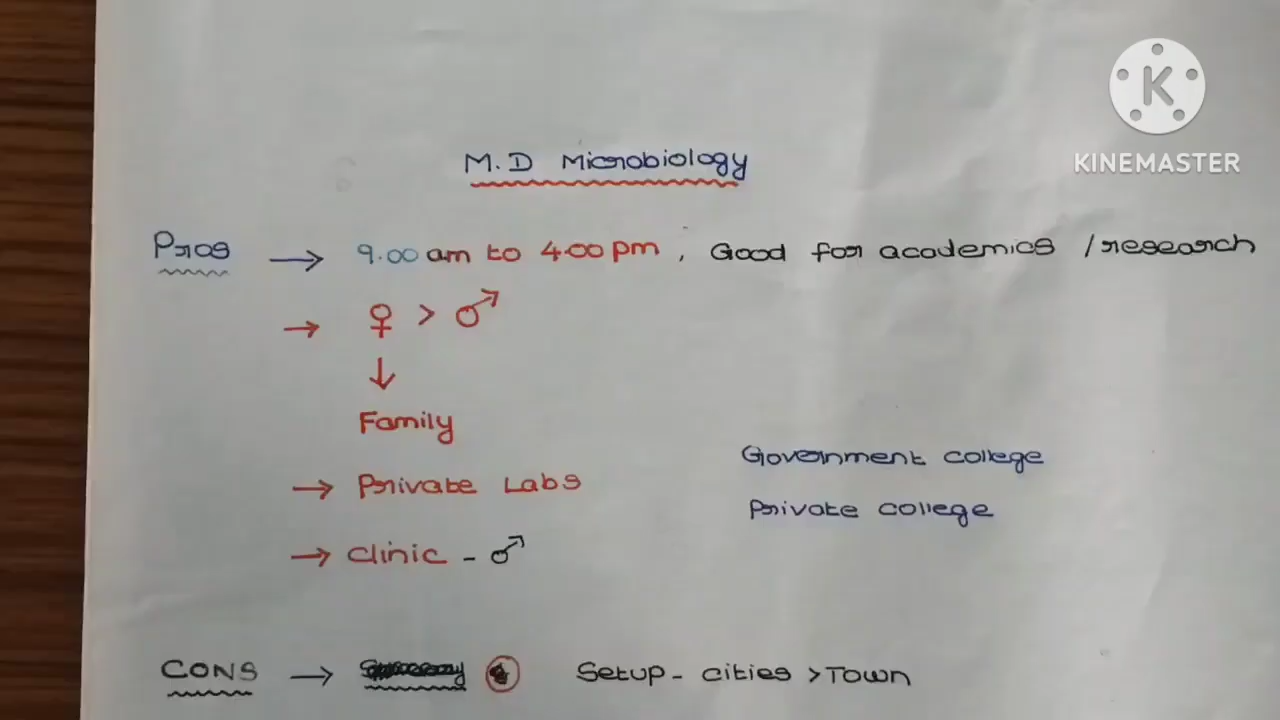 KINEMASTER
M.D Microbiology
Pros → 9.00 am to 4.00 pm, Good for academics /research
→ ♀ > ♂
↓
Family
→ Private Labs
Government college
Private college
→ Clinic - ♂
CONS → Setup - cities > Town